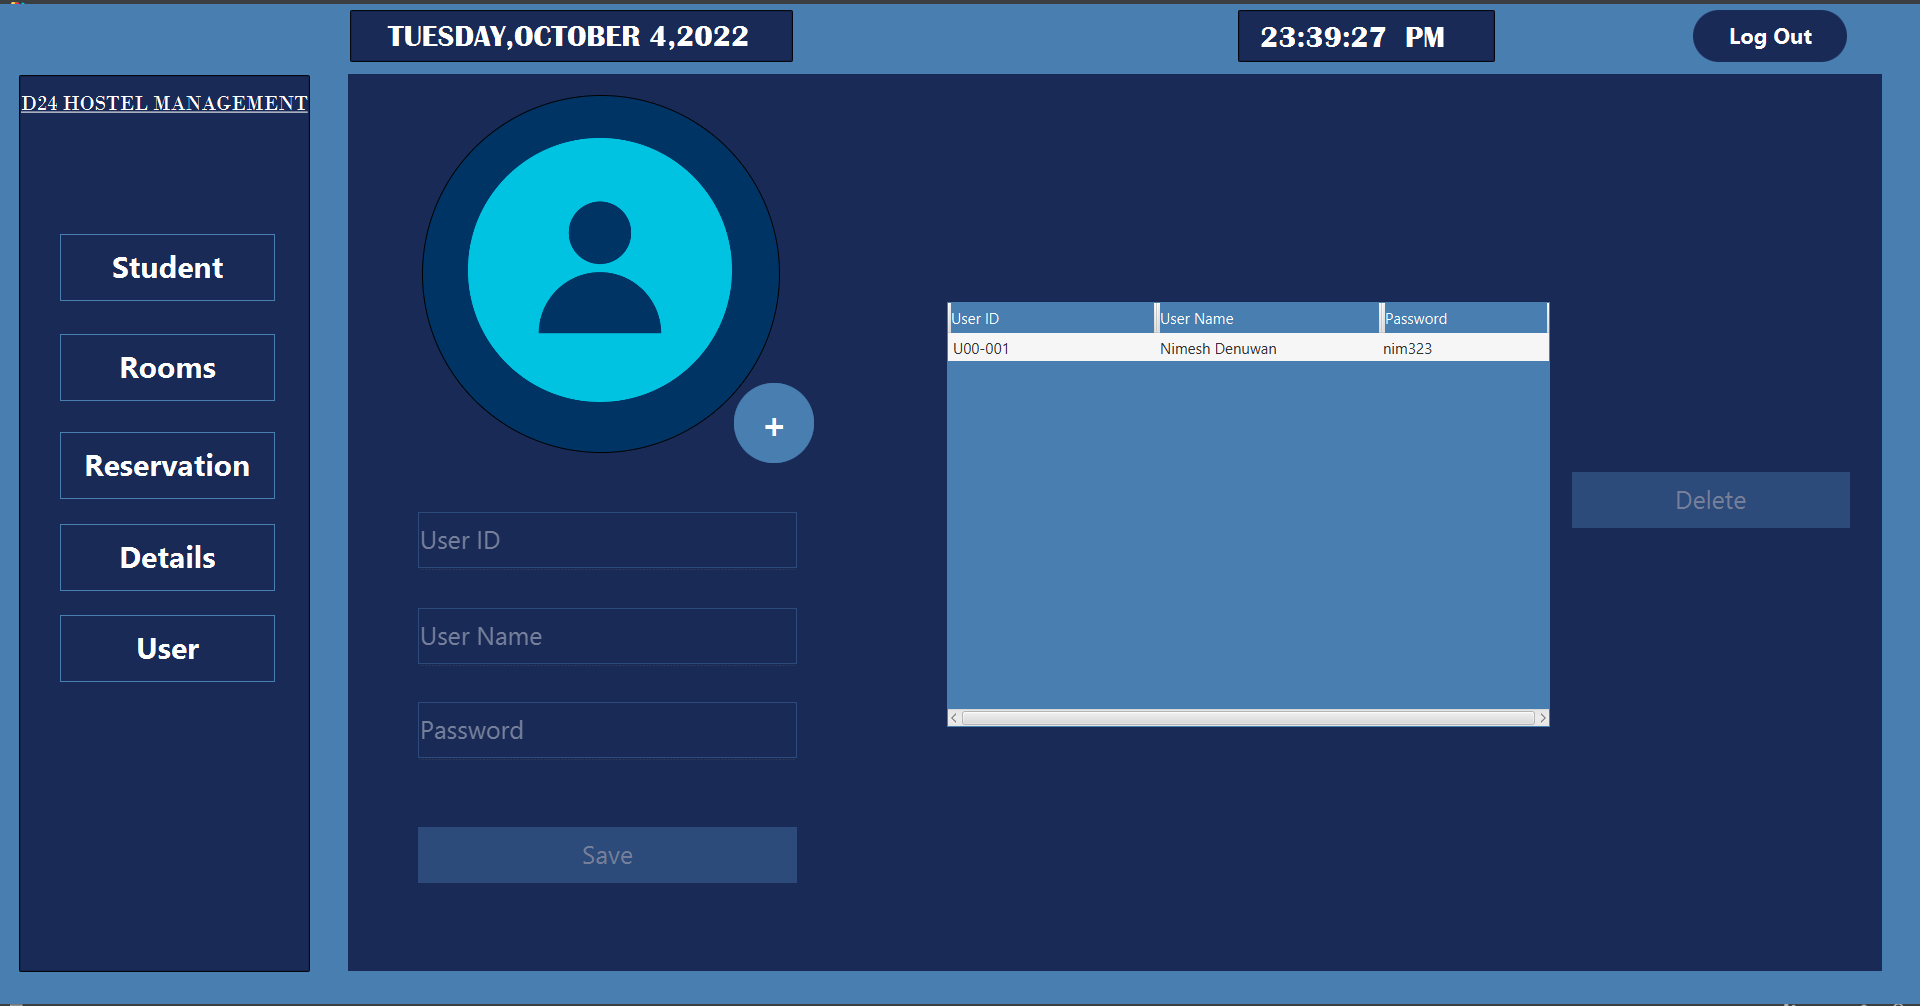 TUESDAY,OCTOBER 4,2022
23:39:27 PM
Log Out
D24 HOSTEL MANAGEMENT
Student
Rooms
Reservation
Details
User
+
User ID
User Name
Password
Save
User ID User Name Password
U00-001 Nimesh Denuwan nim323
Delete